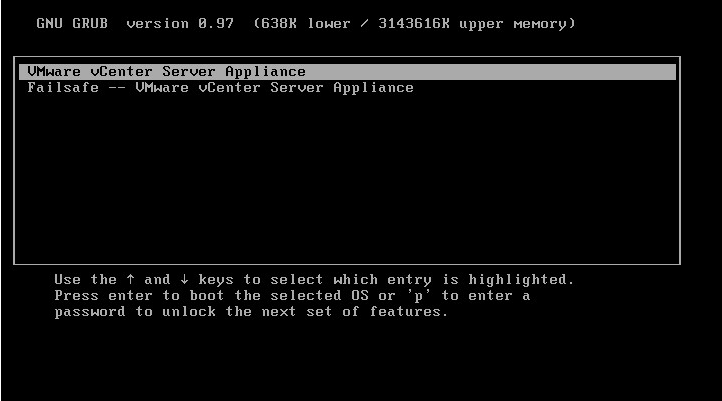 GNU GRUB  version 0.97  (638K lower / 3143616K upper memory)
VMware vCenter Server Appliance
Failsafe -- VMware vCenter Server Appliance
Use the ↑ and ↓ keys to select which entry is highlighted.
Press enter to boot the selected OS or 'p' to enter a
password to unlock the next set of features.